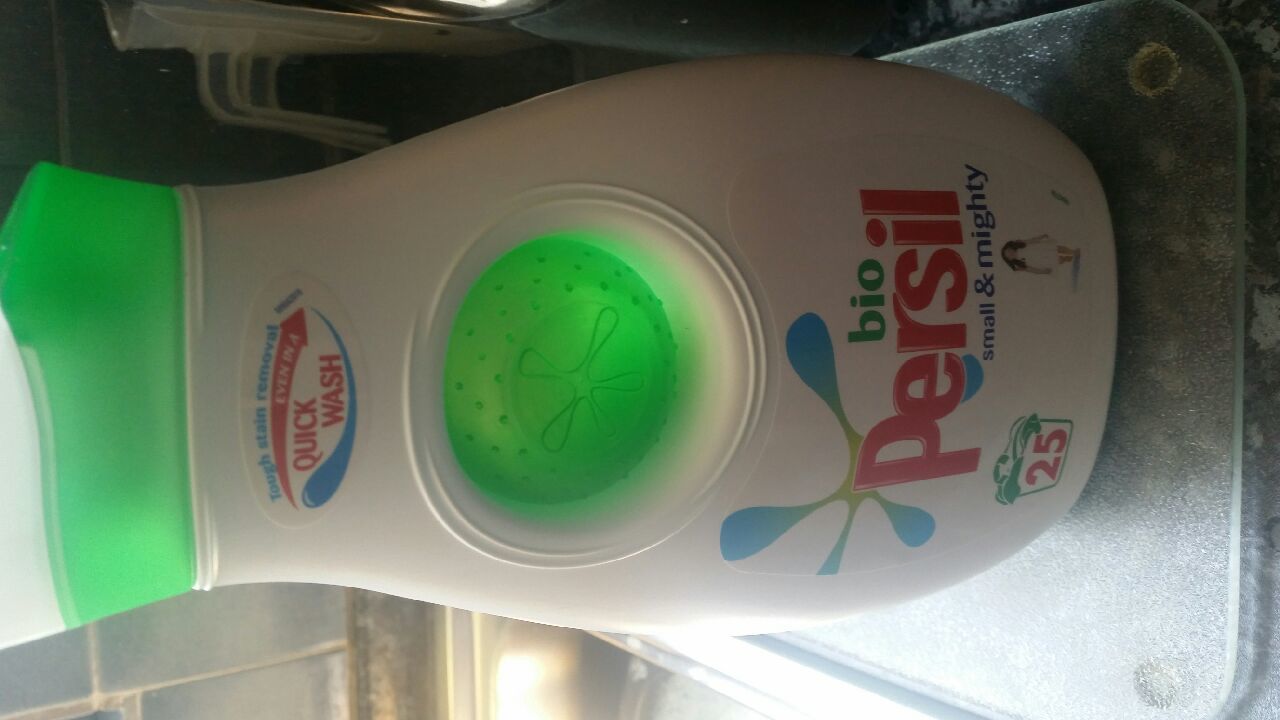 Tough stain removal
EVEN IN A
QUICK
WASH
bio
Persil
small & mighty
25